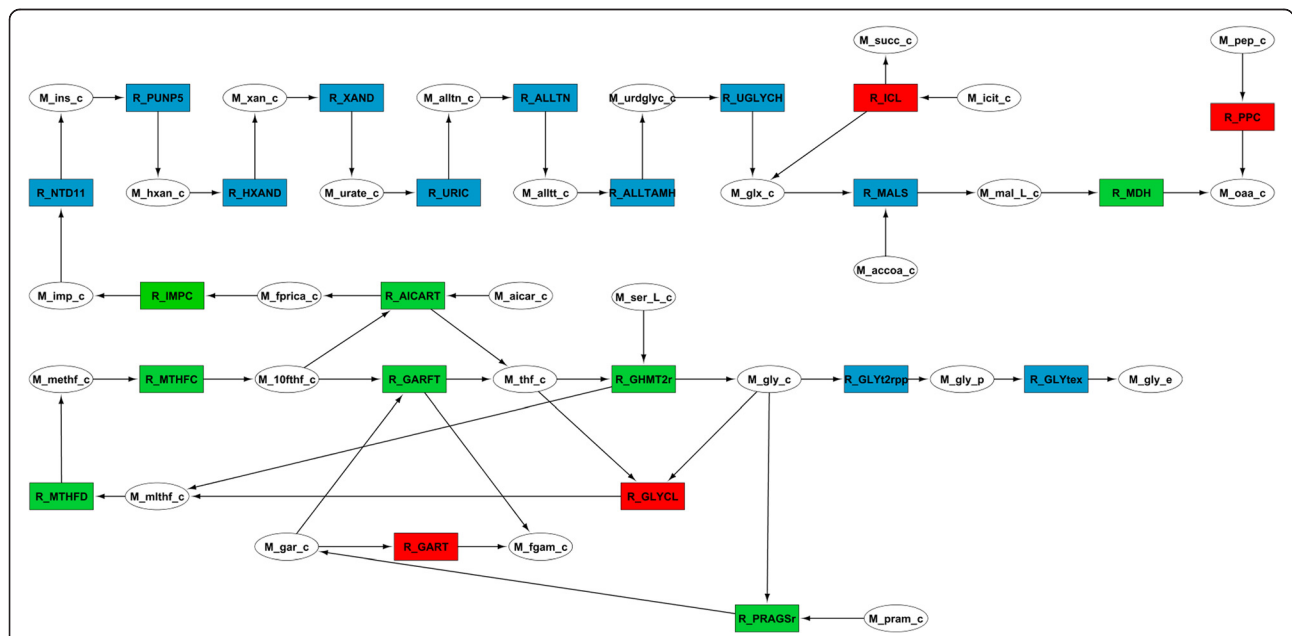 M_succ_c
M_pep_c
M_ins_c
R_PUNP5
M_xan_c
R_XAND
M_alltn_c
R_ALLTN
M_urdglyc_c
R_UGLYCH
R_ICL
M_icit_c
R_PPC
R_NTD11
M_hxan_c
R_HXAND
M_urate_c
R_URIC
M_alltt_c
R_ALLTAMH
M_glx_c
R_MALS
M_mal_L_c
R_MDH
M_oaa_c
M_accoa_c
M_imp_c
R_IMPC
M_fprica_c
R_AICART
M_aicar_c
M_ser_L_c
M_methf_c
R_MTHFC
M_10fthf_c
R_GARFT
M_thf_c
R_GHMT2r
M_gly_c
R_GLYt2rpp
M_gly_p
R_GLYtex
M_gly_e
R_MTHFD
M_mlthf_c
R_GLYCL
M_gar_c
R_GART
M_fgam_c
R_PRAGSr
M_pram_c